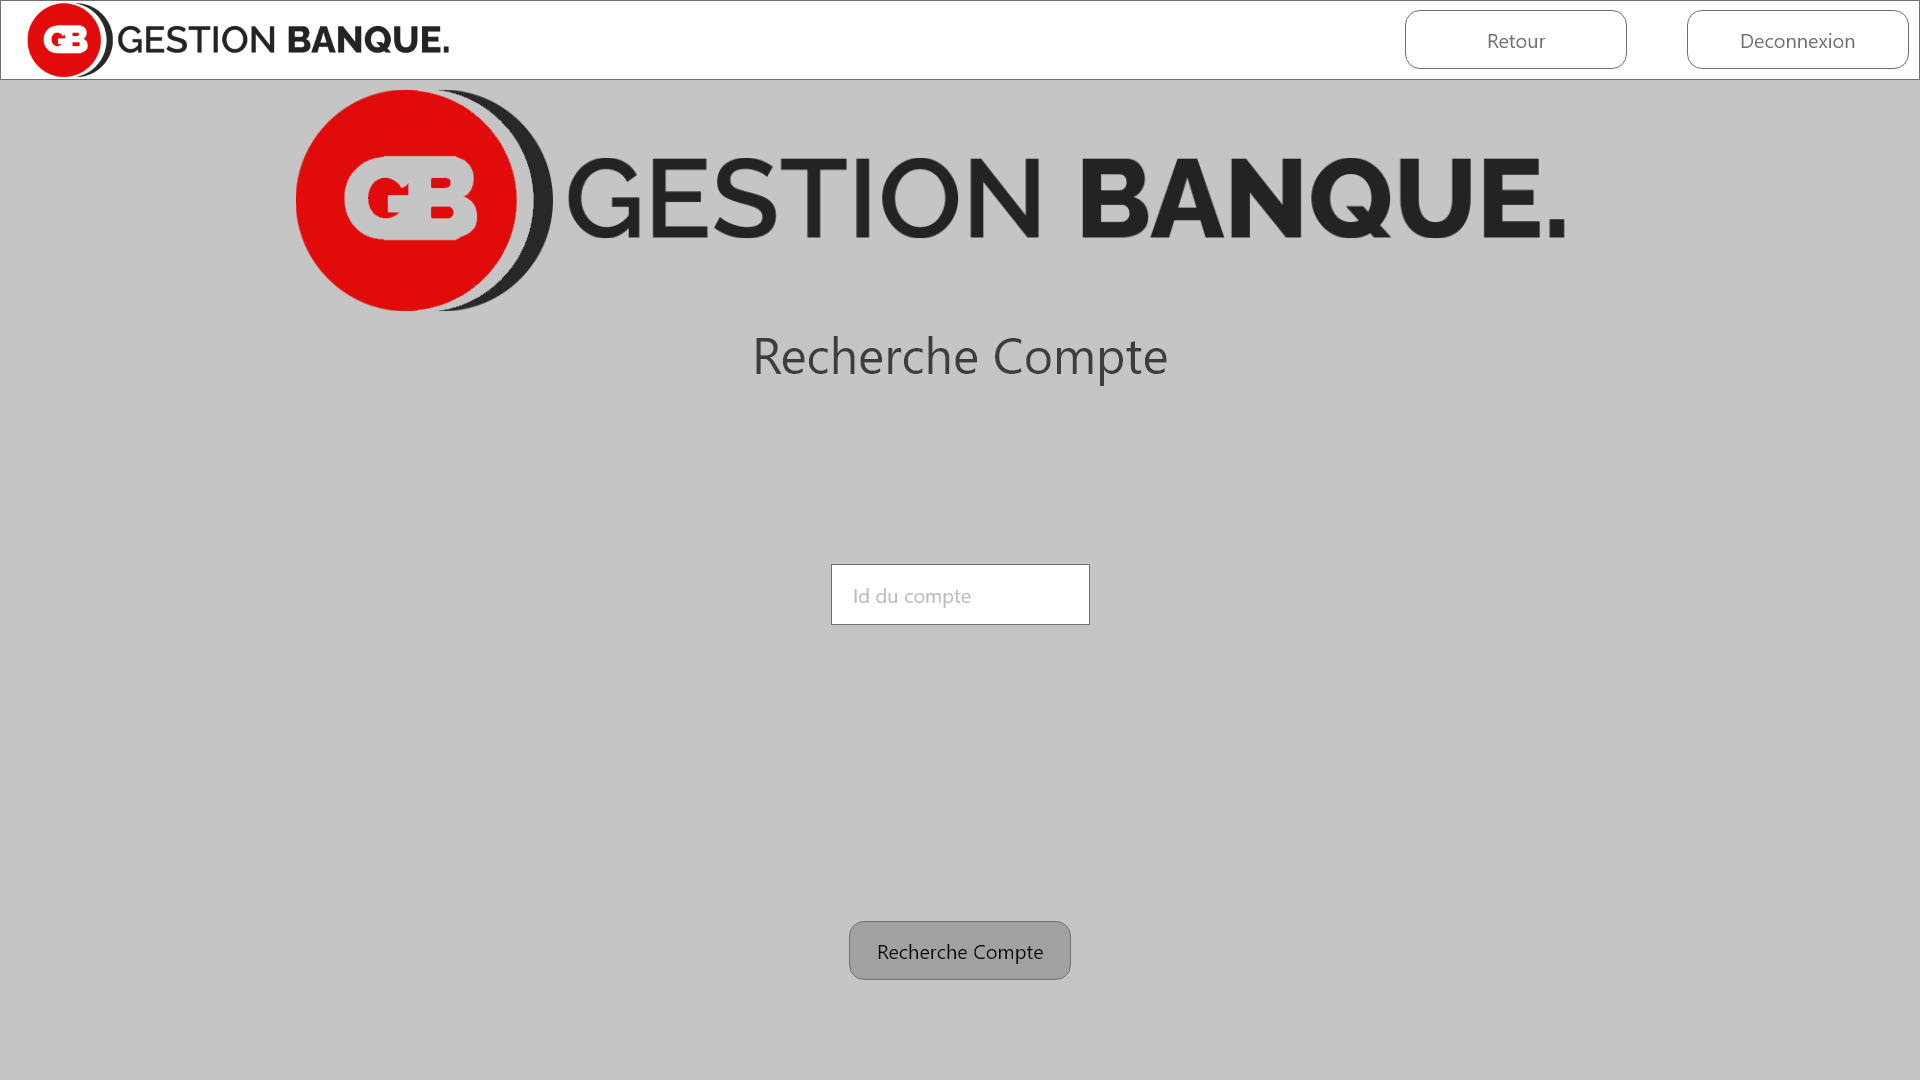 GB GESTION BANQUE.
Retour
Deconnexion
GB GESTION BANQUE.
Recherche Compte
Id du compte
Recherche Compte